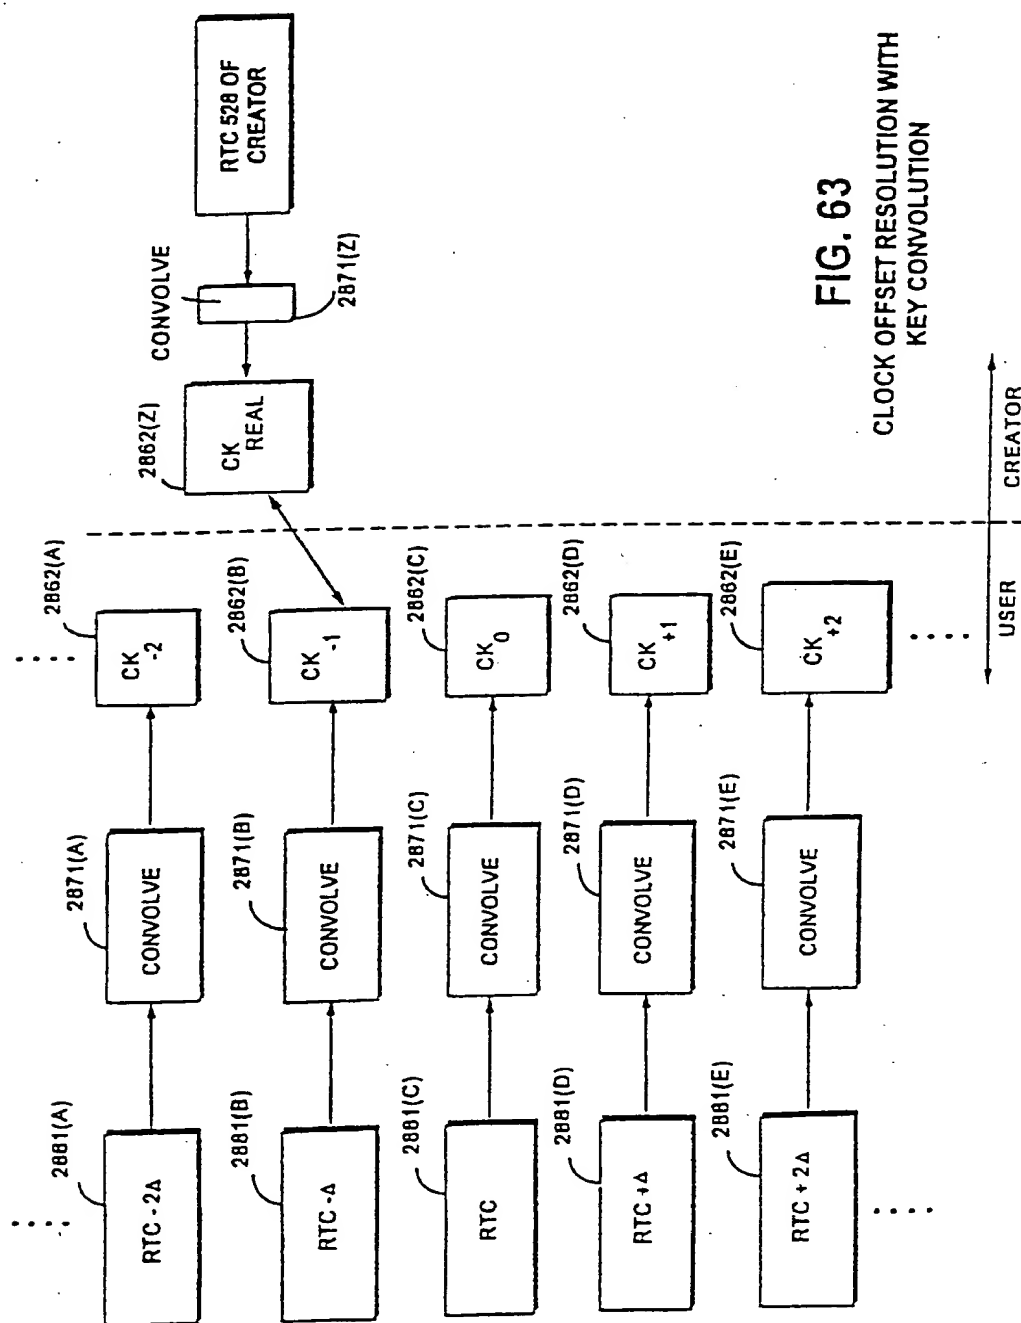 RTC 528 OF
CREATOR
CONVOLVE
2871(Z)
2862(Z)
CK REAL
2862(A)
CK -2
2871(A)
CONVOLVE
2881(A)
RTC -2Δ
2862(B)
CK -1
2871(B)
CONVOLVE
2881(B)
RTC -Δ
2862(C)
CK 0
2871(C)
CONVOLVE
2881(C)
RTC
2862(D)
CK +1
2871(D)
CONVOLVE
2881(D)
RTC +Δ
2862(E)
CK +2
2871(E)
CONVOLVE
2881(E)
RTC + 2Δ
USER
CREATOR
FIG. 63
CLOCK OFFSET RESOLUTION WITH
KEY CONVOLUTION